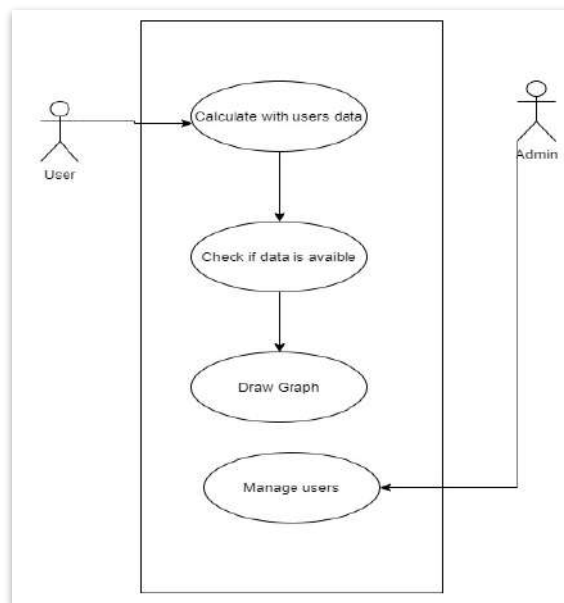 Calculate with users data
User
Admin
Check if data is avaible
Draw Graph
Manage users